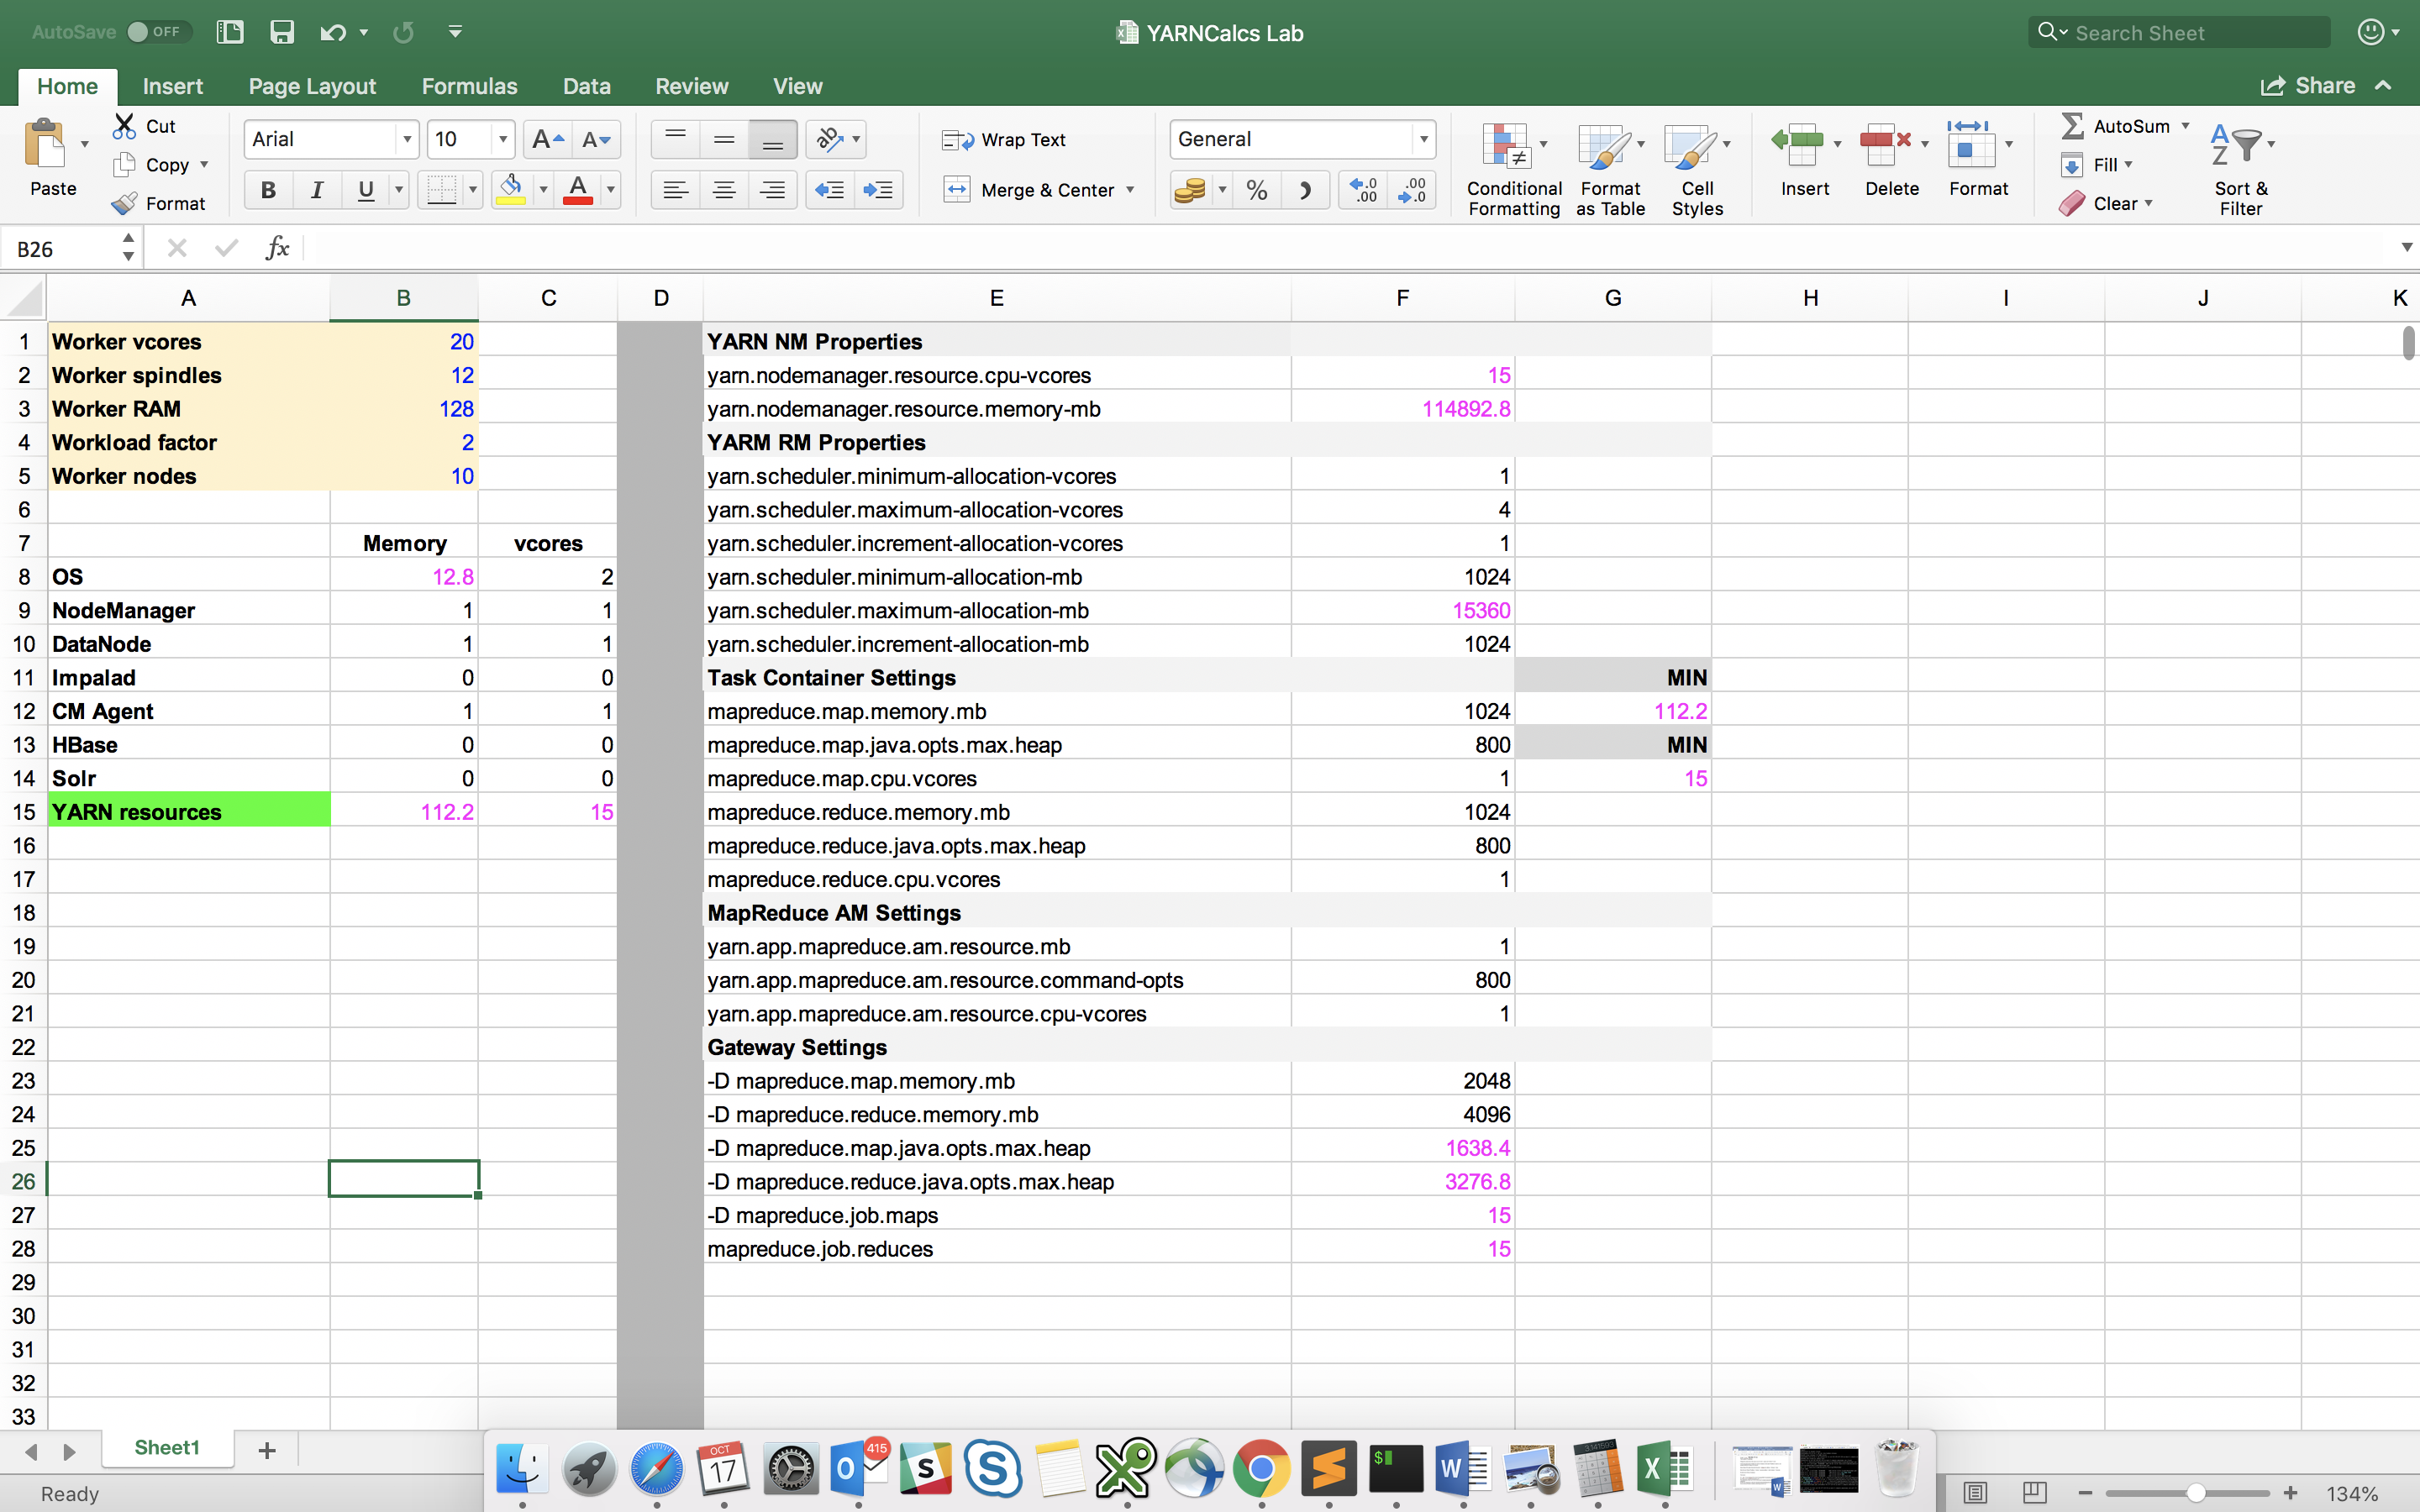 AutoSave OFF YARNCalcs Lab Search Sheet
Home Insert Page Layout Formulas Data Review View Share
Paste Cut Copy Format
Arial 10 A A
B I U A
Wrap Text
Merge & Center
General
% .0 .00 .00 .0
Conditional Formatting
Format as Table
Cell Styles
Insert Delete Format
AutoSum
Fill
Clear
Sort & Filter
B26 fx
A B C D E F G H I J K
1 Worker vcores 20 YARN NM Properties
2 Worker spindles 12 yarn.nodemanager.resource.cpu-vcores 15
3 Worker RAM 128 yarn.nodemanager.resource.memory-mb 114892.8
4 Workload factor 2 YARM RM Properties
5 Worker nodes 10 yarn.scheduler.minimum-allocation-vcores 1
6 yarn.scheduler.maximum-allocation-vcores 4
7 Memory vcores yarn.scheduler.increment-allocation-vcores 1
8 OS 12.8 2 yarn.scheduler.minimum-allocation-mb 1024
9 NodeManager 1 1 yarn.scheduler.maximum-allocation-mb 15360
10 DataNode 1 1 yarn.scheduler.increment-allocation-mb 1024
11 Impalad 0 0 Task Container Settings MIN
12 CM Agent 1 1 mapreduce.map.memory.mb 1024 112.2
13 HBase 0 0 mapreduce.map.java.opts.max.heap 800 MIN
14 Solr 0 0 mapreduce.map.cpu.vcores 1 15
15 YARN resources 112.2 15 mapreduce.reduce.memory.mb 1024
16 mapreduce.reduce.java.opts.max.heap 800
17 mapreduce.reduce.cpu.vcores 1
18 MapReduce AM Settings
19 yarn.app.mapreduce.am.resource.mb 1
20 yarn.app.mapreduce.am.resource.command-opts 800
21 yarn.app.mapreduce.am.resource.cpu-vcores 1
22 Gateway Settings
23 -D mapreduce.map.memory.mb 2048
24 -D mapreduce.reduce.memory.mb 4096
25 -D mapreduce.map.java.opts.max.heap 1638.4
26 -D mapreduce.reduce.java.opts.max.heap 3276.8
27 -D mapreduce.job.maps 15
28 mapreduce.job.reduces 15
29
30
31
32
33
Sheet1 +
OCT 17 415
Ready 134%